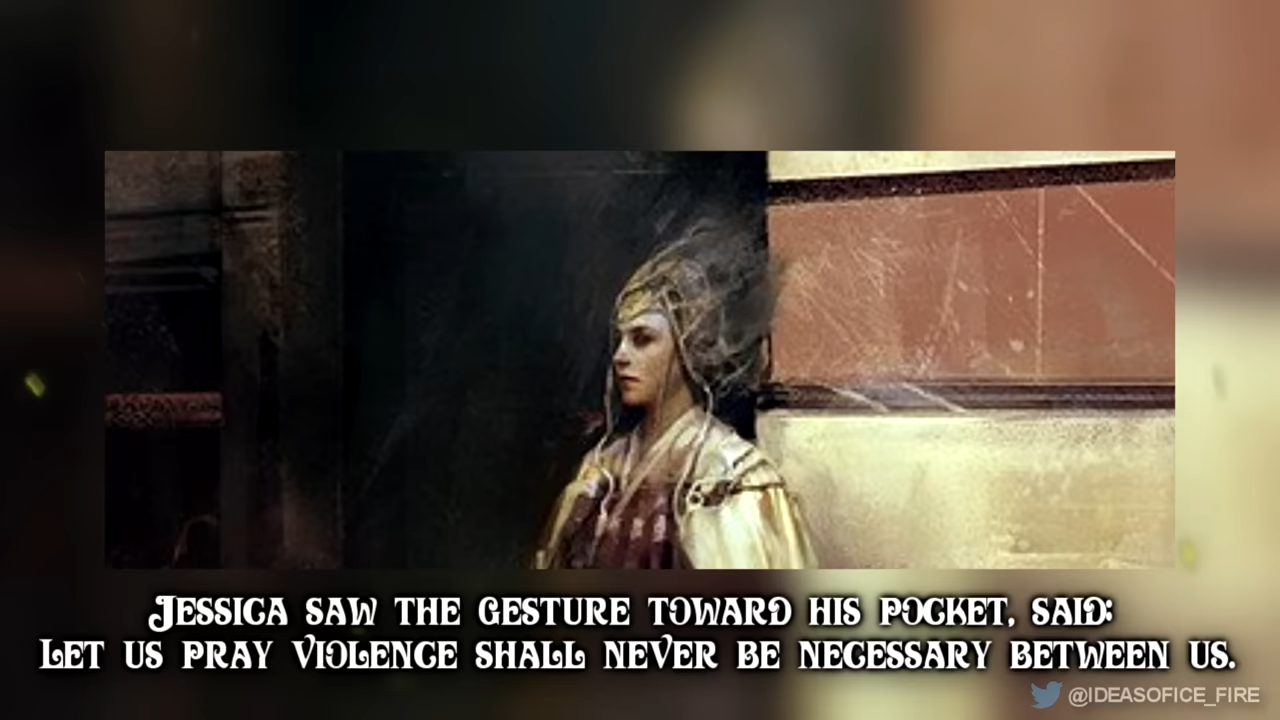 Jessica saw the gesture toward his pocket, said:
Let us pray violence shall never be necessary between us.
@IDEASOFICE_FIRE